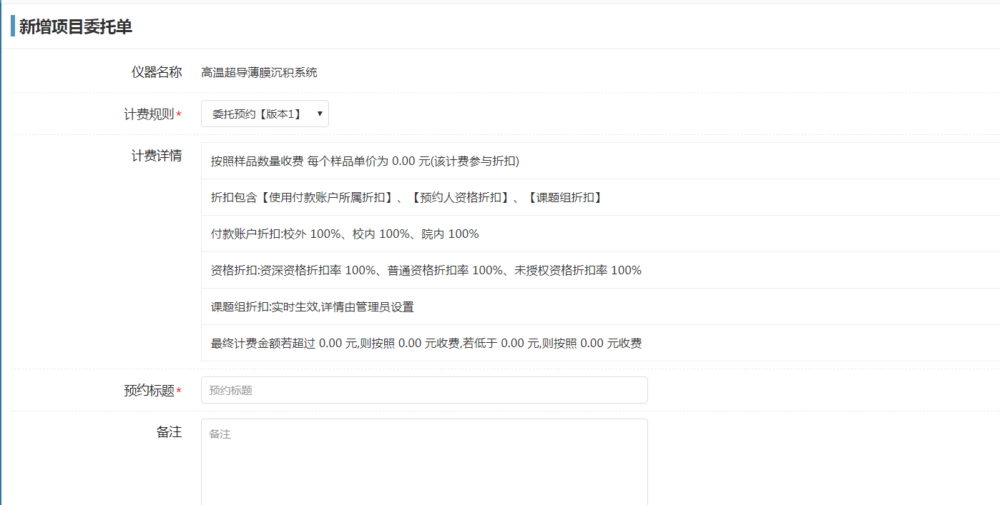 新增项目委托单
仪器名称 高温超导薄膜沉积系统
计费规则* 委托预约【版本1】 ▼
计费详情 按照样品数量收费 每个样品单价为 0.00 元(该计费参与折扣)
折扣包含【使用付款账户所属折扣】、【预约人资格折扣】、【课题组折扣】
付款账户折扣:校外 100%、校内 100%、院内 100%
资格折扣:资深资格折扣率 100%、普通资格折扣率 100%、未授权资格折扣率 100%
课题组折扣:实时生效,详情由管理员设置
最终计费金额若超过 0.00 元,则按照 0.00 元收费,若低于 0.00 元,则按照 0.00 元收费
预约标题* 预约标题
备注 备注